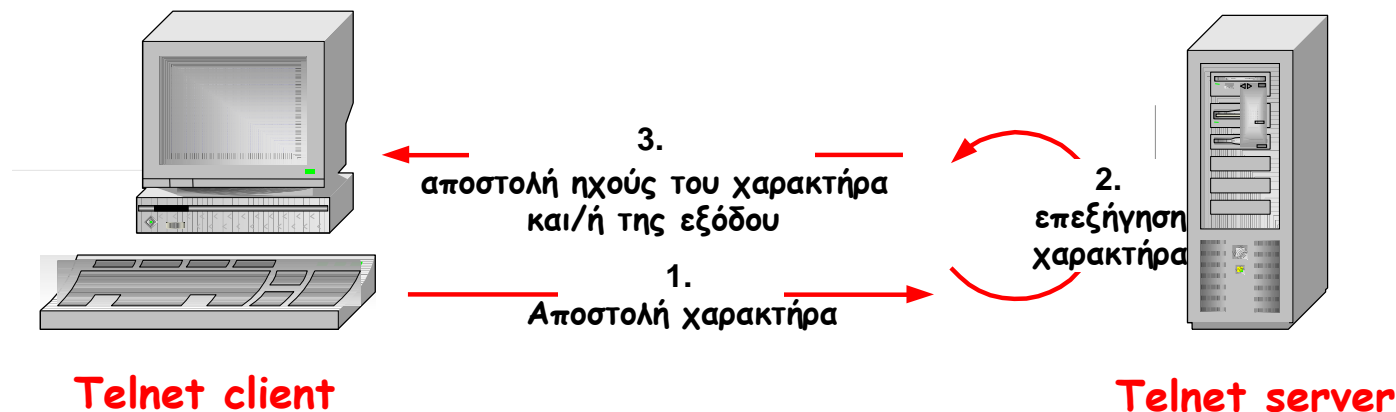 3.
αποστολή ηχούς του χαρακτήρα
και/ή της εξόδου
2.
επεξήγηση
χαρακτήρα
1.
Αποστολή χαρακτήρα
Telnet client
Telnet server